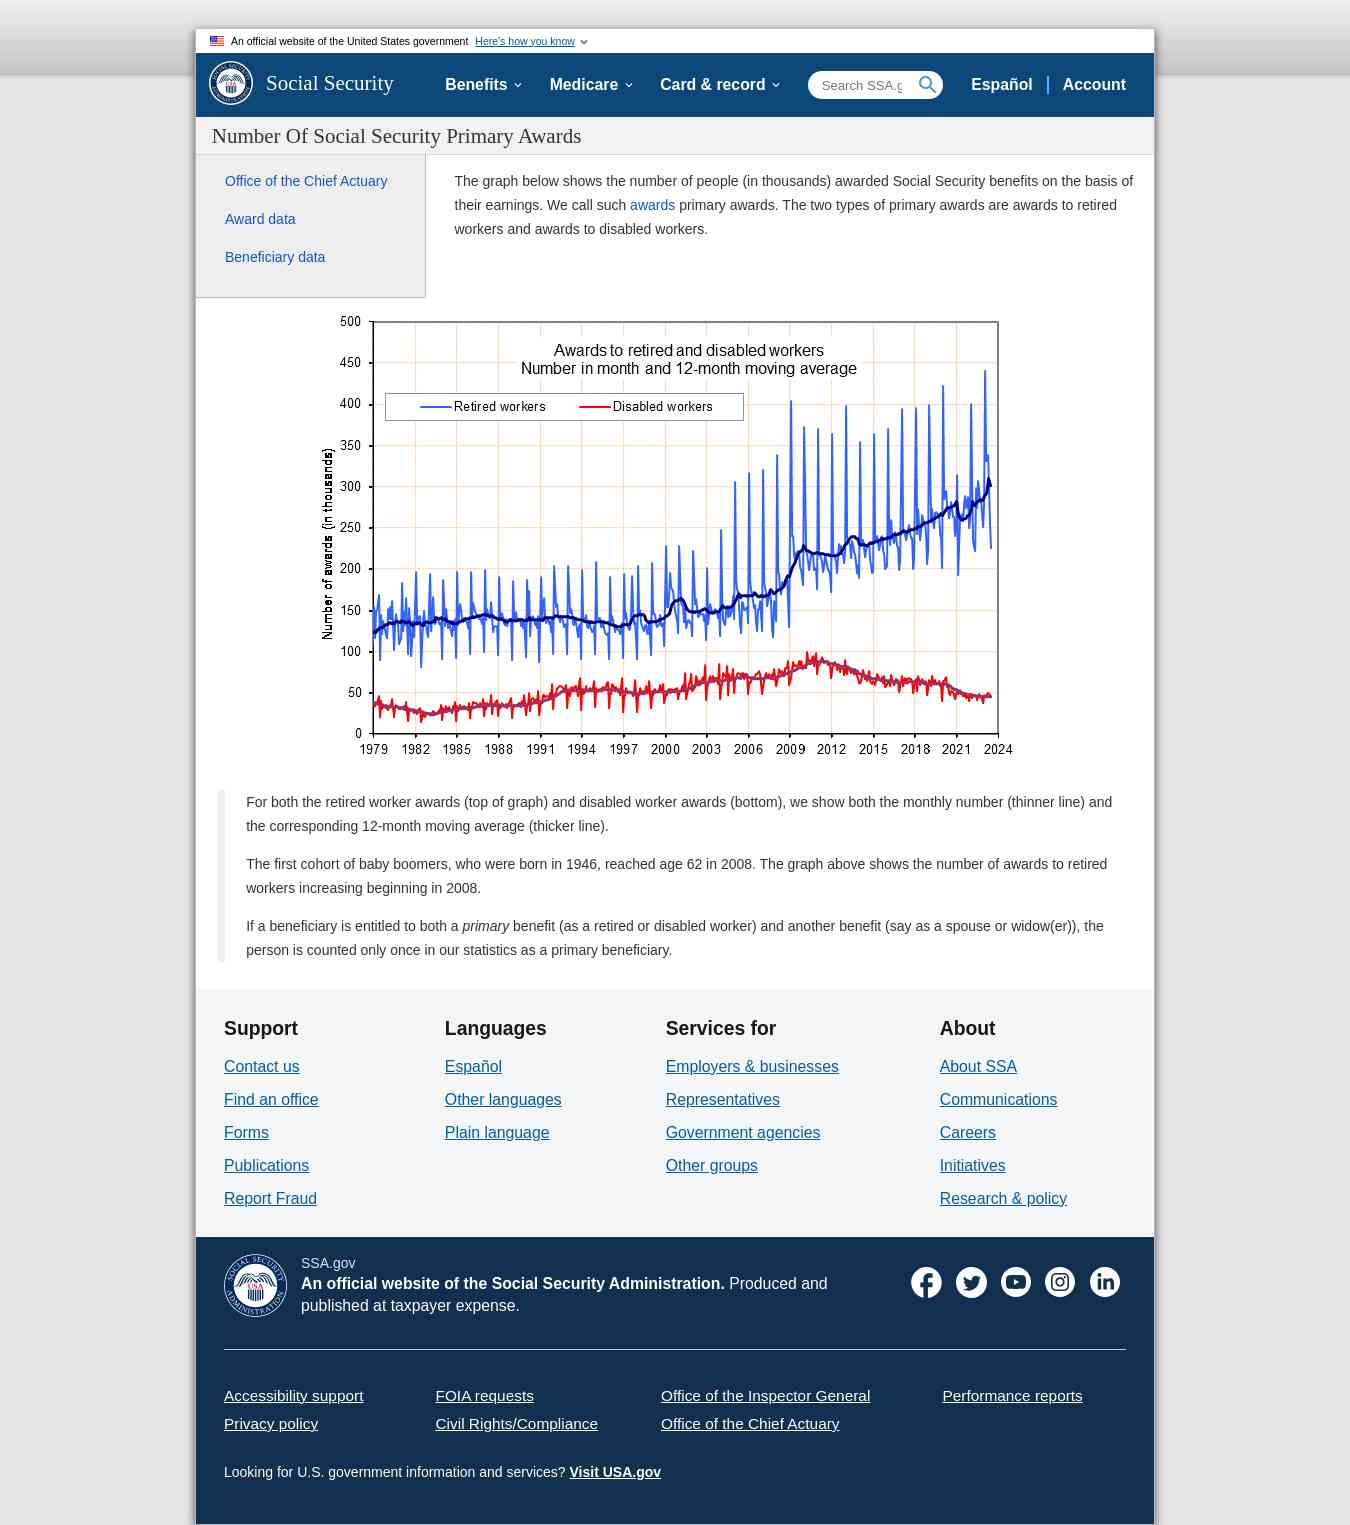 An official website of the United States government Here's how you know
Social Security
Benefits
Medicare
Card & record
Search SSA.g
Español
Account
Number Of Social Security Primary Awards
Office of the Chief Actuary
Award data
Beneficiary data
The graph below shows the number of people (in thousands) awarded Social Security benefits on the basis of
their earnings. We call such awards primary awards. The two types of primary awards are awards to retired
workers and awards to disabled workers.
Awards to retired and disabled workers
Number in month and 12-month moving average
Retired workers
Disabled workers
Number of awards (in thousands)
500
450
400
350
300
250
200
150
100
50
0
1979 1982 1985 1988 1991 1994 1997 2000 2003 2006 2009 2012 2015 2018 2021 2024
For both the retired worker awards (top of graph) and disabled worker awards (bottom), we show both the monthly number (thinner line) and
the corresponding 12-month moving average (thicker line).
The first cohort of baby boomers, who were born in 1946, reached age 62 in 2008. The graph above shows the number of awards to retired
workers increasing beginning in 2008.
If a beneficiary is entitled to both a primary benefit (as a retired or disabled worker) and another benefit (say as a spouse or widow(er)), the
person is counted only once in our statistics as a primary beneficiary.
Support
Contact us
Find an office
Forms
Publications
Report Fraud
Languages
Español
Other languages
Plain language
Services for
Employers & businesses
Representatives
Government agencies
Other groups
About
About SSA
Communications
Careers
Initiatives
Research & policy
SOCIAL SECURITY
USA
ADMINISTRATION
SSA.gov
An official website of the Social Security Administration. Produced and
published at taxpayer expense.
Accessibility support
FOIA requests
Office of the Inspector General
Performance reports
Privacy policy
Civil Rights/Compliance
Office of the Chief Actuary
Looking for U.S. government information and services? Visit USA.gov